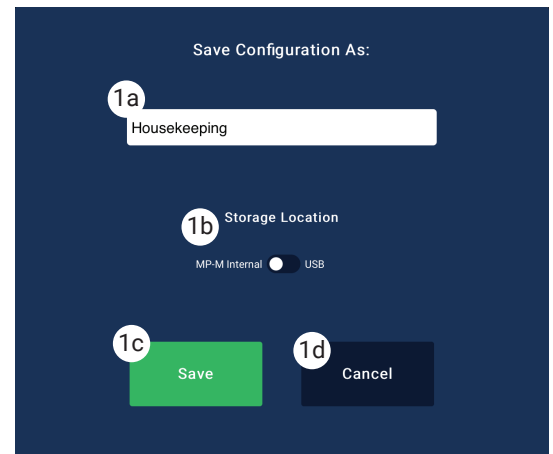 Save Configuration As:
1a
Housekeeping
1b
Storage Location
MP-M Internal USB
1c
1d
Save
Cancel